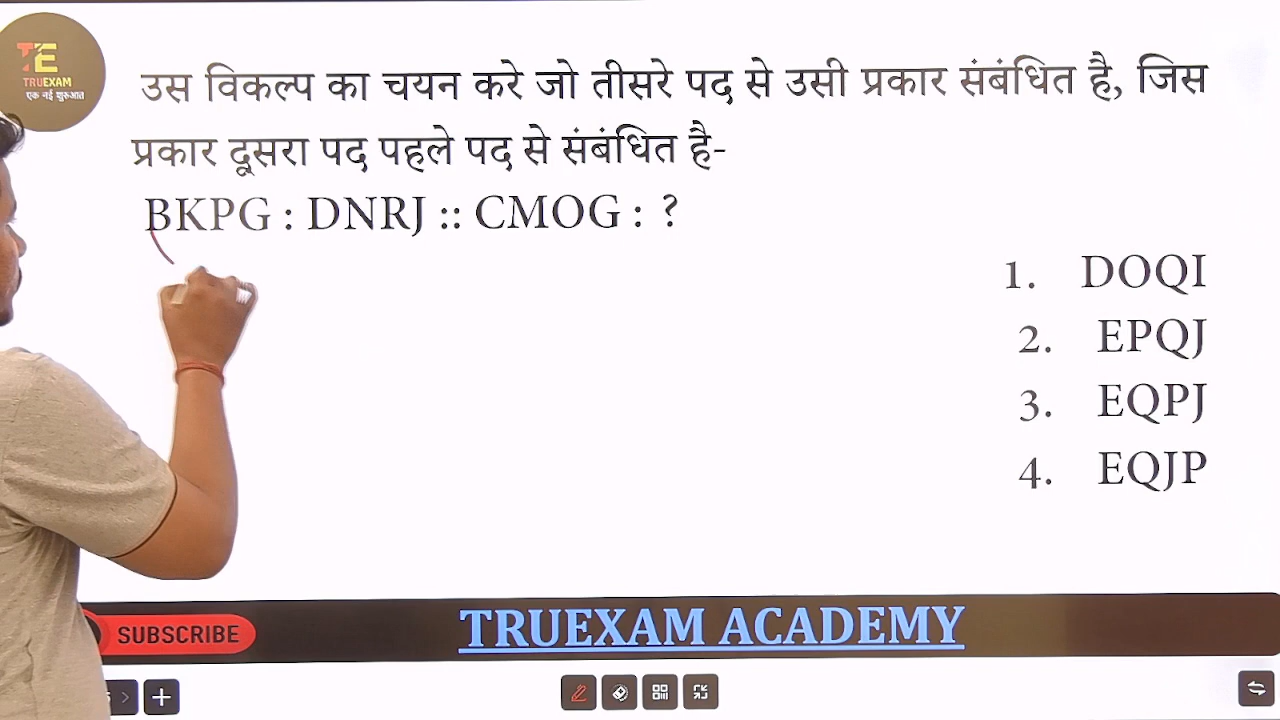 TE
TRUEXAM
एक नई शुरुआत
उस विकल्प का चयन करे जो तीसरे पद से उसी प्रकार संबंधित है, जिस
प्रकार दूसरा पद पहले पद से संबंधित है-
BKPG : DNRJ :: CMOG : ?
1. DOQI
2. EPQJ
3. EQPJ
4. EQJP
SUBSCRIBE
TRUEXAM ACADEMY